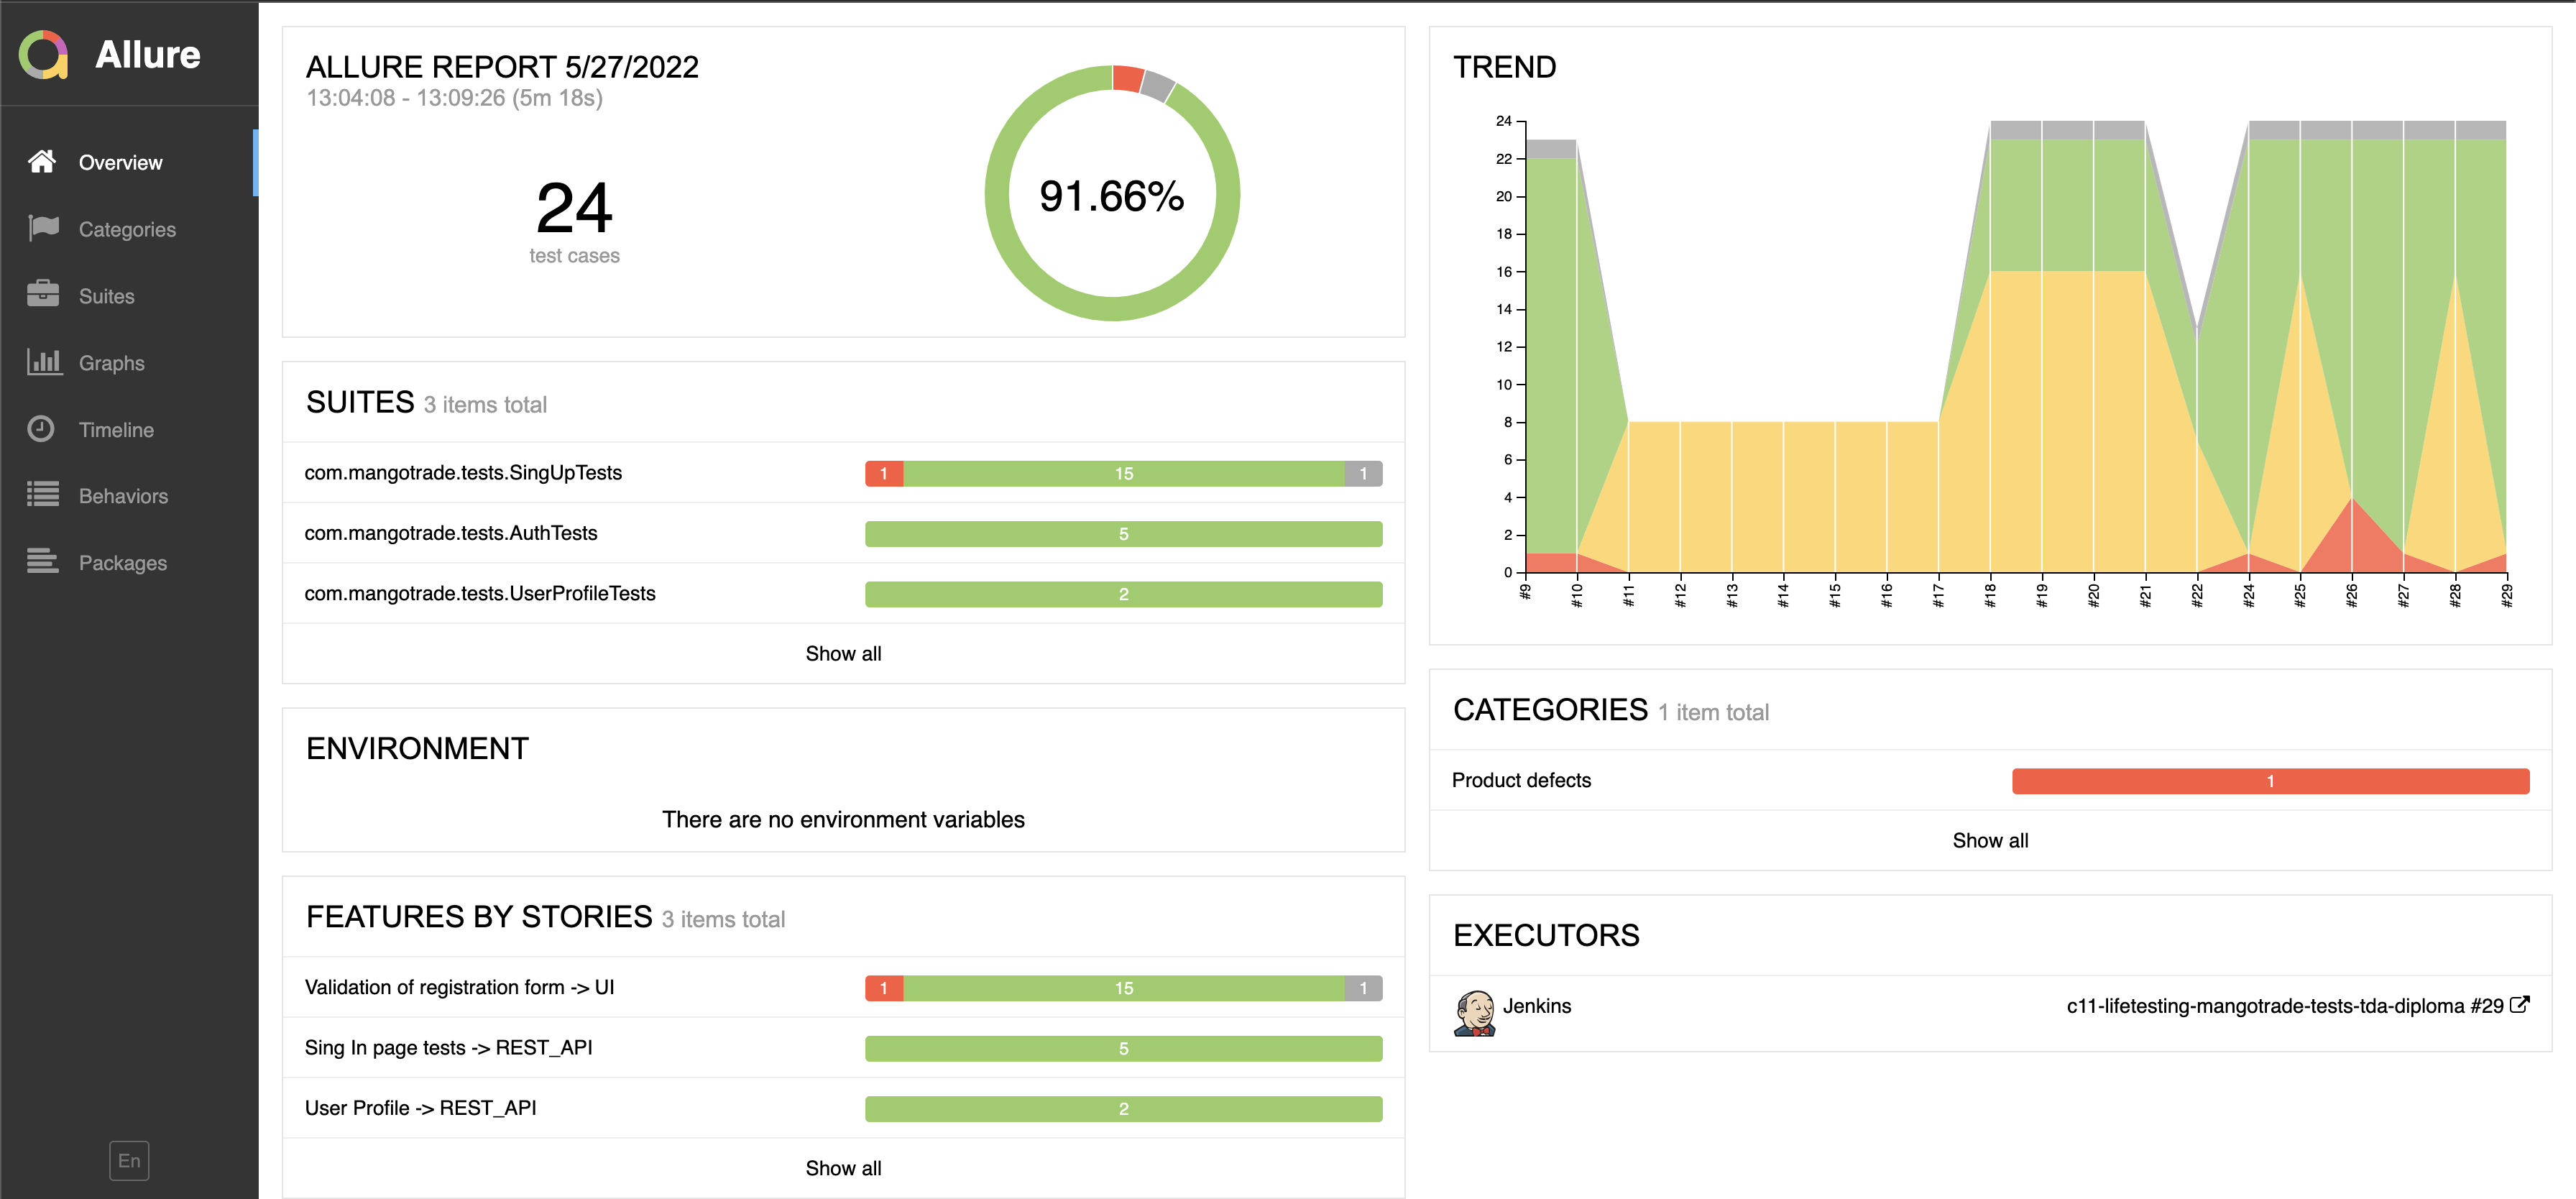 Allure
Overview
Categories
Suites
Graphs
Timeline
Behaviors
Packages
En
ALLURE REPORT 5/27/2022
13:04:08 - 13:09:26 (5m 18s)
24
test cases
91.66%
SUITES 3 items total
com.mangotrade.tests.SingUpTests 1 15 1
com.mangotrade.tests.AuthTests 5
com.mangotrade.tests.UserProfileTests 2
Show all
ENVIRONMENT
There are no environment variables
FEATURES BY STORIES 3 items total
Validation of registration form -> UI 1 15 1
Sing In page tests -> REST_API 5
User Profile -> REST_API 2
Show all
TREND
24
22
20
18
16
14
12
10
8
6
4
2
0
#9 #10 #11 #12 #13 #14 #15 #16 #17 #18 #19 #20 #21 #22 #24 #25 #26 #27 #28 #29
CATEGORIES 1 item total
Product defects 1
Show all
EXECUTORS
Jenkins c11-lifetesting-mangotrade-tests-tda-diploma #29